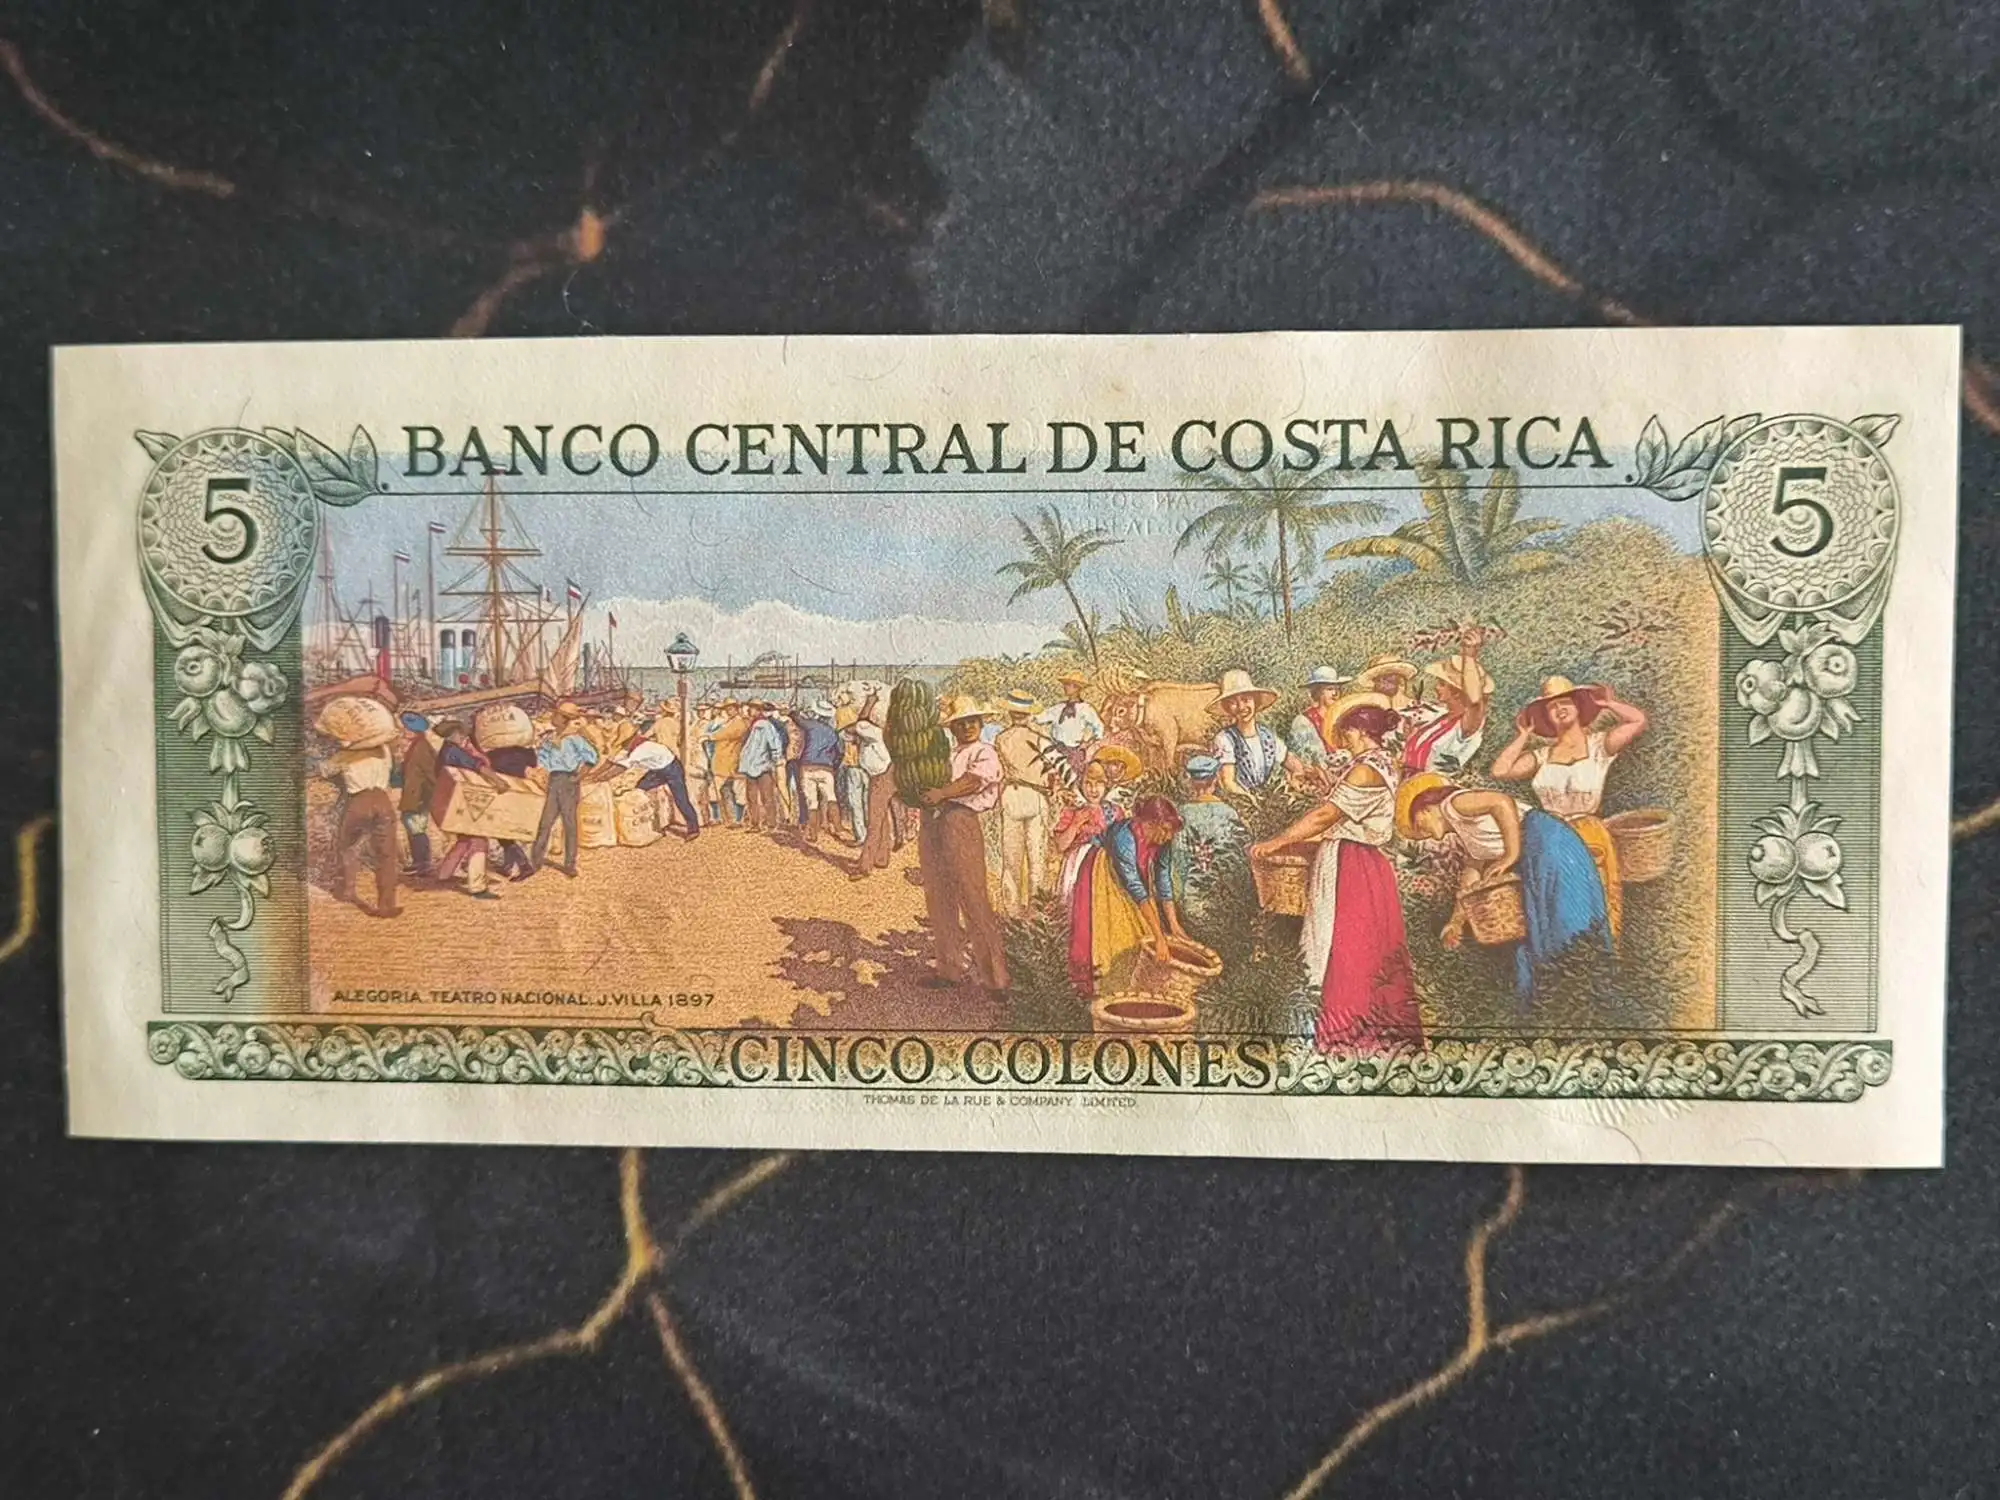 BANCO CENTRAL DE COSTA RICA
5
5
ALEGORIA TEATRO NACIONAL. J. VILLA 1897
CINCO COLONES
THOMAS DE LA RUE & COMPANY, LIMITED.